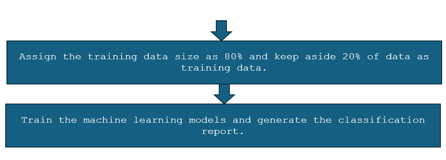 Assign the training data size as 80% and keep aside 20% of data as
training data.
Train the machine learning models and generate the classification
report.